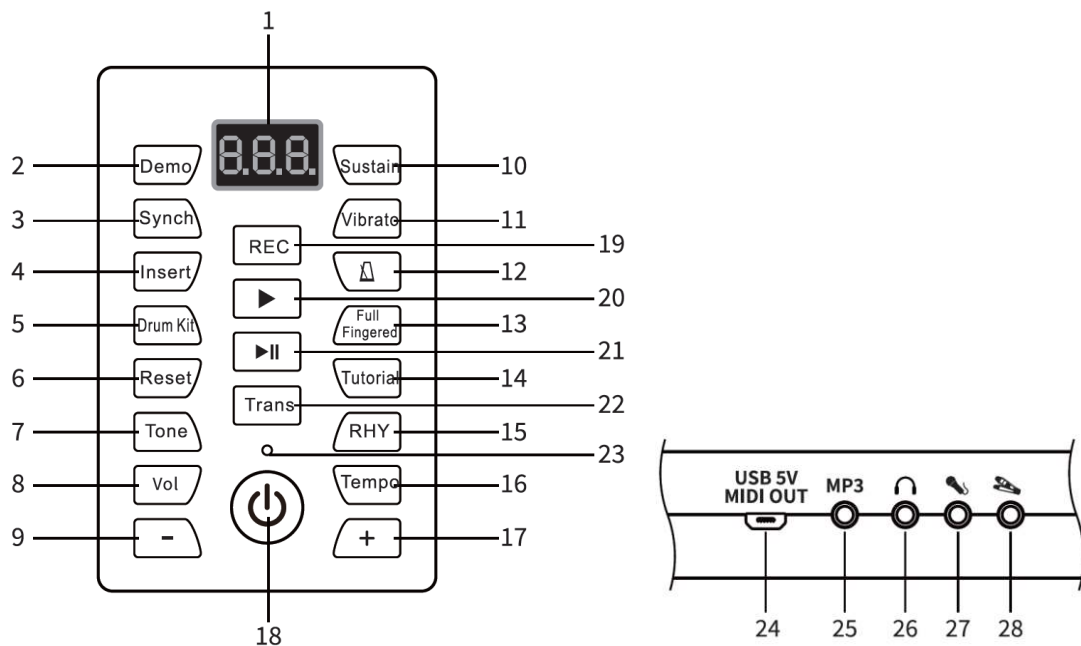 1
8.8.8.
2 Demo Sustain 10
3 Synch Vibrato 11
REC 19
4 Insert 12
20
5 Drum Kit Full Fingered 13
21
6 Reset Tutorial 14
Trans 22
7 Tone RHY 15
23
8 Vol Tempo 16
9 - + 17
18
USB 5V MP3
MIDI OUT
24 25 26 27 28